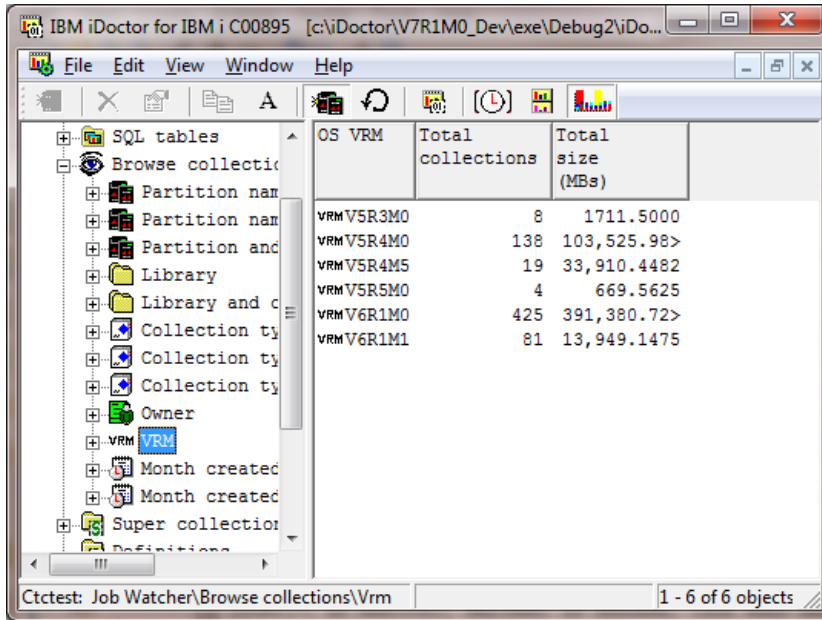 IBM iDoctor for IBM i C00895 [c:\iDoctor\V7R1M0_Dev\exe\Debug2\iDo...
File Edit View Window Help
SQL tables
Browse collectic
Partition nam
Partition nam
Partition and
Library
Library and c
Collection ty
Collection ty
Collection ty
Owner
VRM VRM
Month created
Month created
Super collection
Definitions
OS VRM Total collections Total size (MBs)
VRM V5R3M0 8 1711.5000
VRM V5R4M0 138 103,525.98>
VRM V5R4M5 19 33,910.4482
VRM V5R5M0 4 669.5625
VRM V6R1M0 425 391,380.72>
VRM V6R1M1 81 13,949.1475
Ctctest: Job Watcher\Browse collections\Vrm 1 - 6 of 6 objects